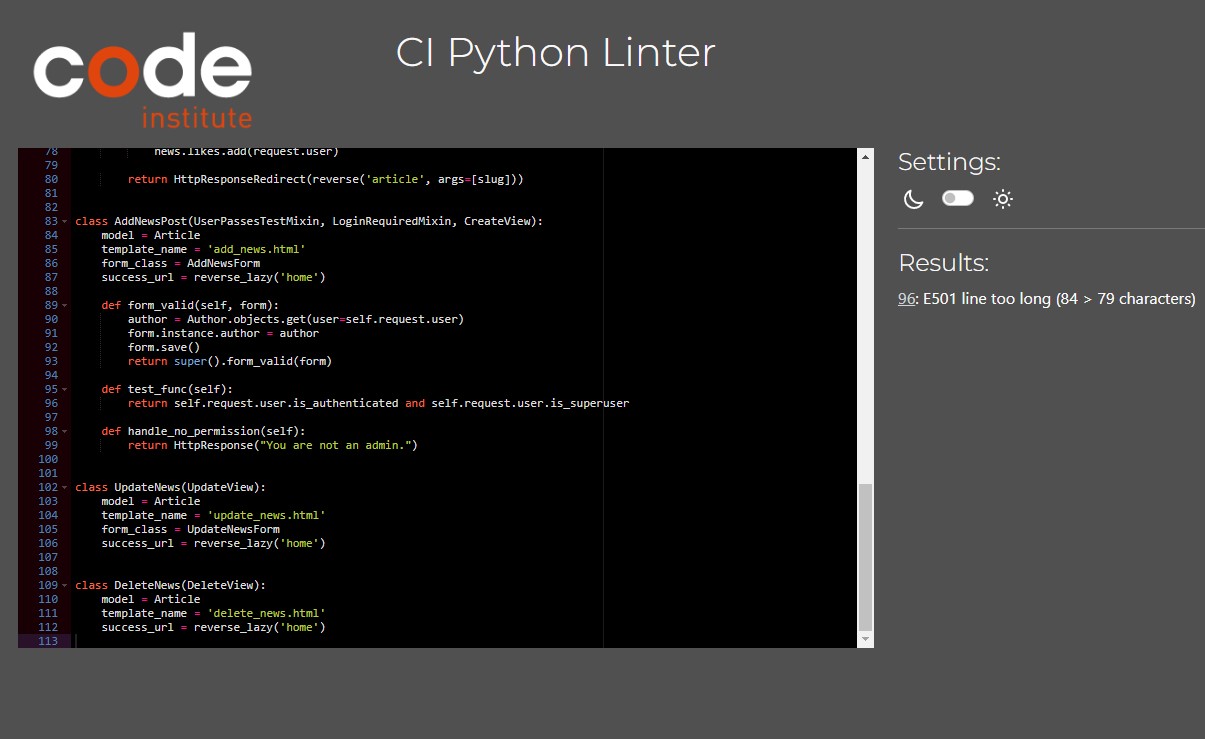 code
institute
CI Python Linter
78 news.likes.add(request.user)
79
80 return HttpResponseRedirect(reverse('article', args=[slug]))
81
82
83 class AddNewsPost(UserPassesTestMixin, LoginRequiredMixin, CreateView):
84 model = Article
85 template_name = 'add_news.html'
86 form_class = AddNewsForm
87 success_url = reverse_lazy('home')
88
89 def form_valid(self, form):
90 author = Author.objects.get(user=self.request.user)
91 form.instance.author = author
92 form.save()
93 return super().form_valid(form)
94
95 def test_func(self):
96 return self.request.user.is_authenticated and self.request.user.is_superuser
97
98 def handle_no_permission(self):
99 return HttpResponse("You are not an admin.")
100
101
102 class UpdateNews(UpdateView):
103 model = Article
104 template_name = 'update_news.html'
105 form_class = UpdateNewsForm
106 success_url = reverse_lazy('home')
107
108
109 class DeleteNews(DeleteView):
110 model = Article
111 template_name = 'delete_news.html'
112 success_url = reverse_lazy('home')
113
Settings:
Results:
96: E501 line too long (84 > 79 characters)